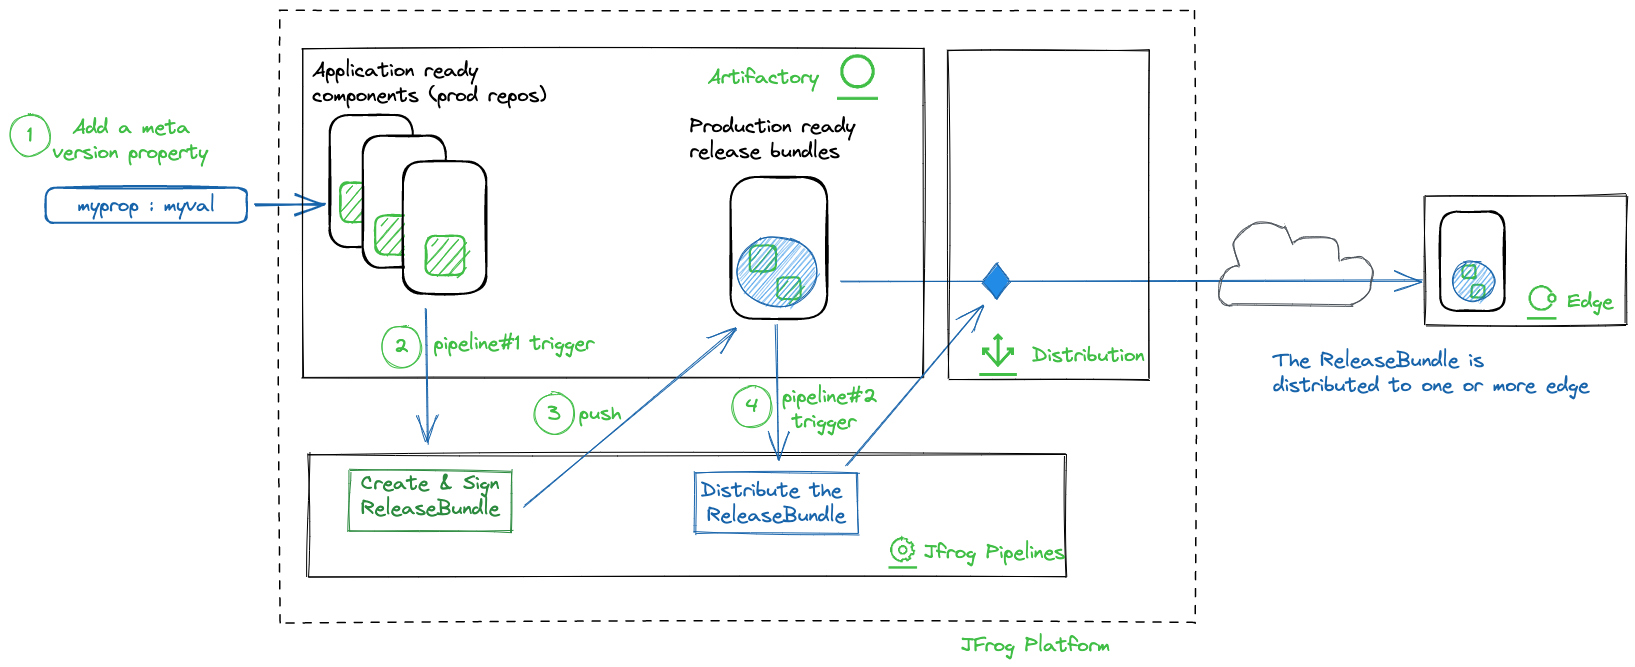 Application ready
components (prod repos)
Artifactory
1
Add a meta
version property
Production ready
release bundles
myprop : myval
Edge
2
pipeline#1 trigger
Distribution
The ReleaseBundle is
distributed to one or more edge
3
push
4
pipeline#2
trigger
Create & Sign
ReleaseBundle
Distribute the
ReleaseBundle
Jfrog Pipelines
JFrog Platform